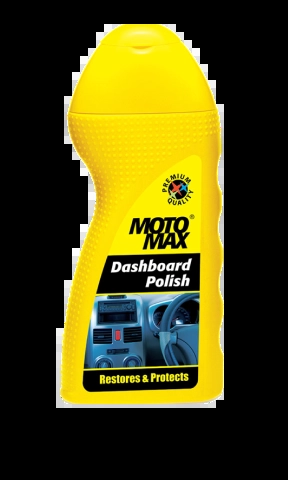 PREMIUM
QUALITY
MOTO®
MAX
Dashboard
Polish
Restores & Protects